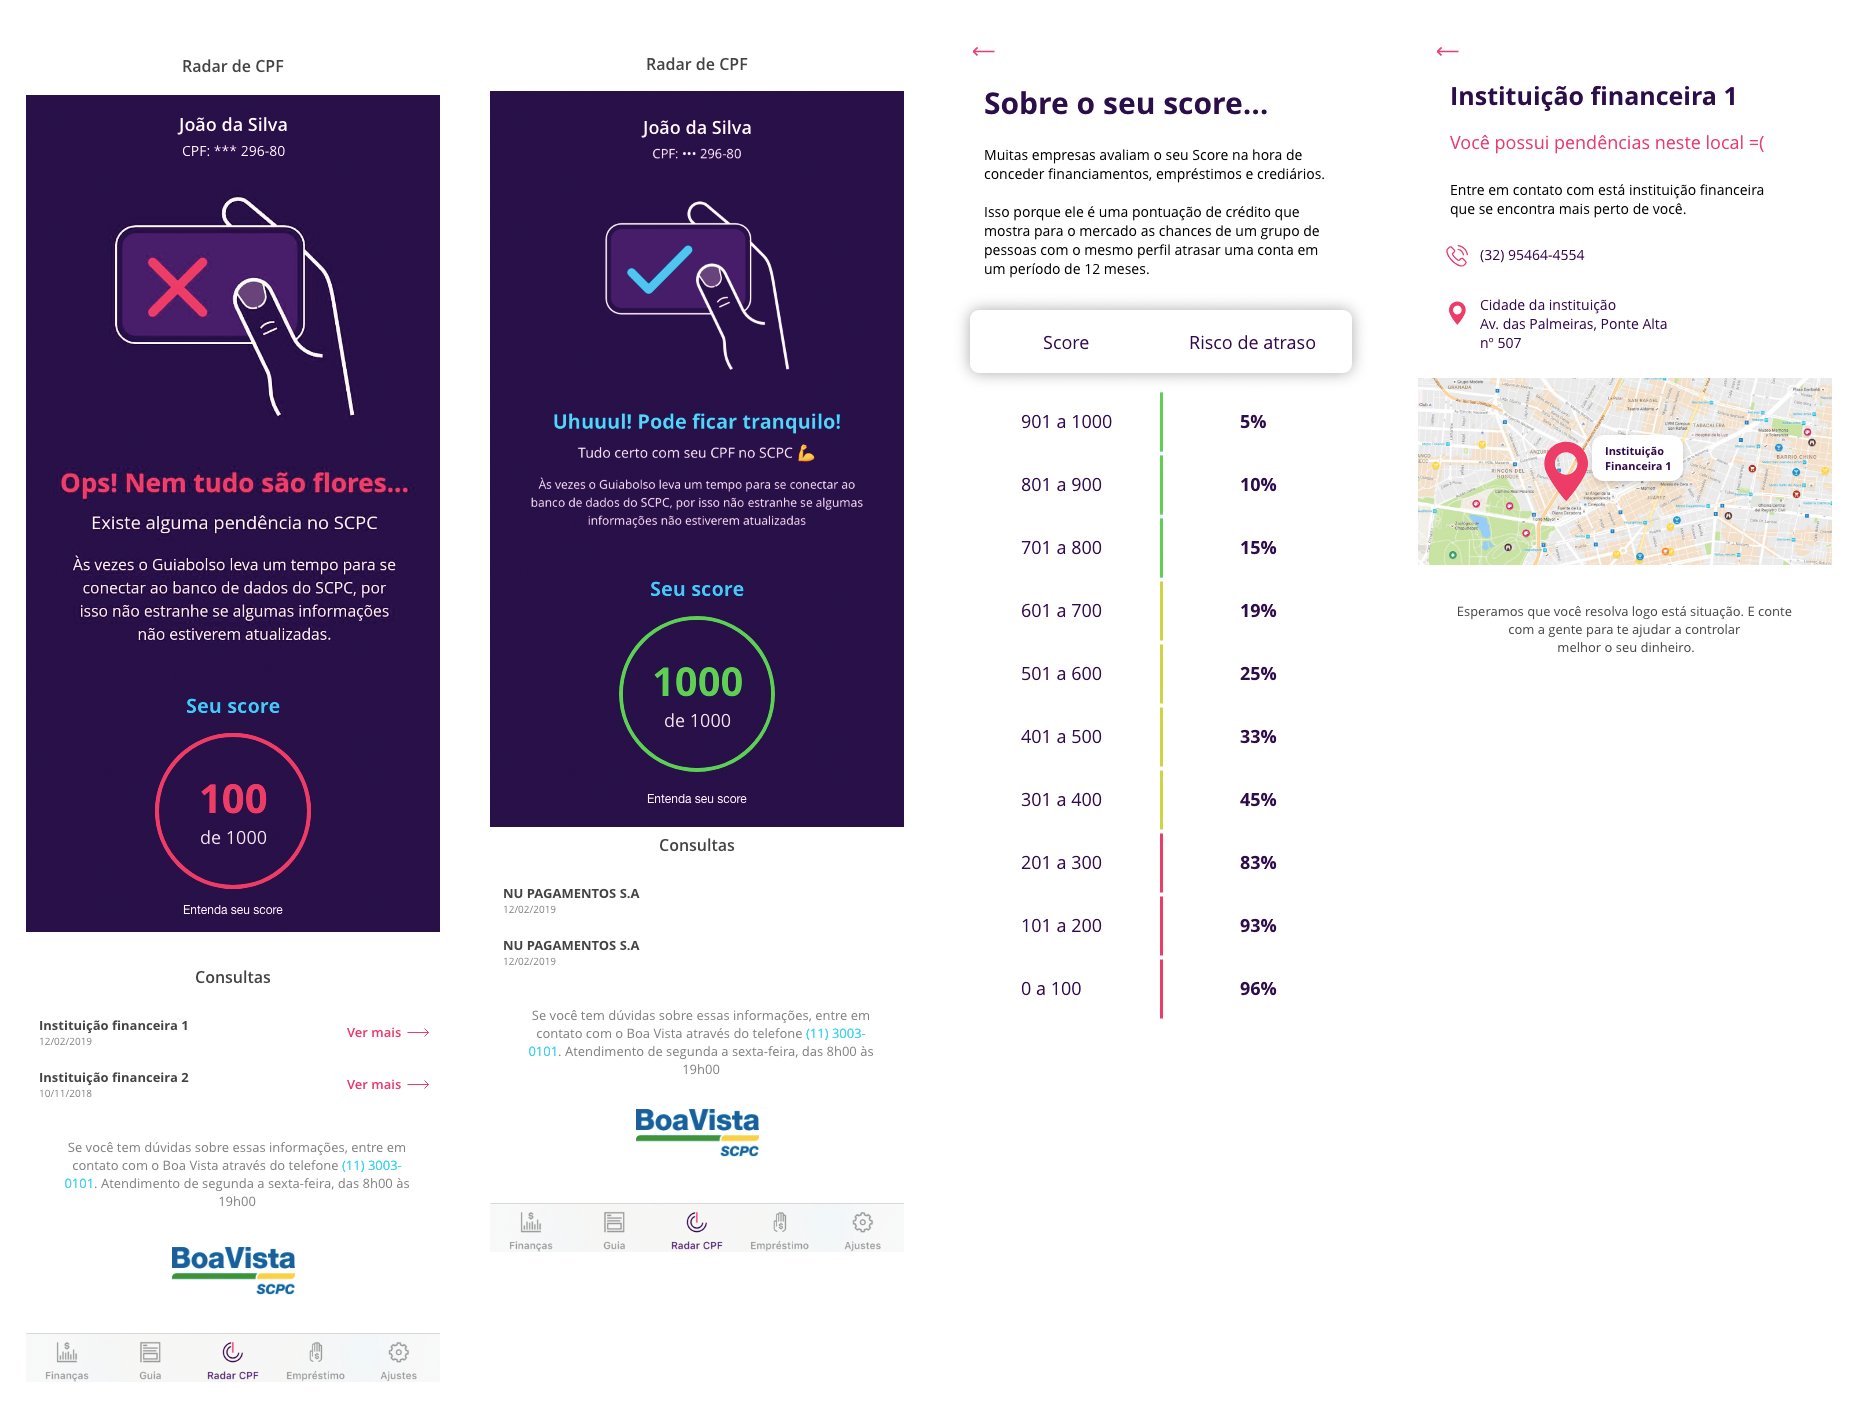 Radar de CPF
João da Silva
CPF: *** 296-80
Ops! Nem tudo são flores...
Existe alguma pendência no SCPC
Às vezes o Guiabolso leva um tempo para se
conectar ao banco de dados do SCPC, por
isso não estranhe se algumas informações
não estiverem atualizadas.
Seu score
100
de 1000
Entenda seu score
Consultas
Instituição financeira 1
12/02/2019
Ver mais
Instituição financeira 2
10/11/2018
Ver mais
Se você tem dúvidas sobre essas informações, entre em
contato com o Boa Vista através do telefone (11) 3003-
0101. Atendimento de segunda a sexta-feira, das 8h00 às
19h00
BoaVista
SCPC
Finanças
Guia
Radar CPF
Empréstimo
Ajustes
Radar de CPF
João da Silva
CPF: ••• 296-80
Uhuuul! Pode ficar tranquilo!
Tudo certo com seu CPF no SCPC 💪
Às vezes o Guiabolso leva um tempo para se conectar ao
banco de dados do SCPC, por isso não estranhe se algumas
informações não estiverem atualizadas
Seu score
1000
de 1000
Entenda seu score
Consultas
NU PAGAMENTOS S.A
12/02/2019
NU PAGAMENTOS S.A
12/02/2019
Se você tem dúvidas sobre essas informações, entre em
contato com o Boa Vista através do telefone (11) 3003-
0101. Atendimento de segunda a sexta-feira, das 8h00 às
19h00
BoaVista
SCPC
Finanças
Guia
Radar CPF
Empréstimo
Ajustes
Sobre o seu score...
Muitas empresas avaliam o seu Score na hora de
conceder financiamentos, empréstimos e crediários.
Isso porque ele é uma pontuação de crédito que
mostra para o mercado as chances de um grupo de
pessoas com o mesmo perfil atrasar uma conta em
um período de 12 meses.
Score Risco de atraso
901 a 1000 5%
801 a 900 10%
701 a 800 15%
601 a 700 19%
501 a 600 25%
401 a 500 33%
301 a 400 45%
201 a 300 83%
101 a 200 93%
0 a 100 96%
Instituição financeira 1
Você possui pendências neste local =(
Entre em contato com está instituição financeira
que se encontra mais perto de você.
(32) 95464-4554
Cidade da instituição
Av. das Palmeiras, Ponte Alta
nº 507
Instituição
Financeira 1
SAN RAFAEL
TABACALERA
BARRIO CHINO
Esperamos que você resolva logo está situação. E conte
com a gente para te ajudar a controlar
melhor o seu dinheiro.